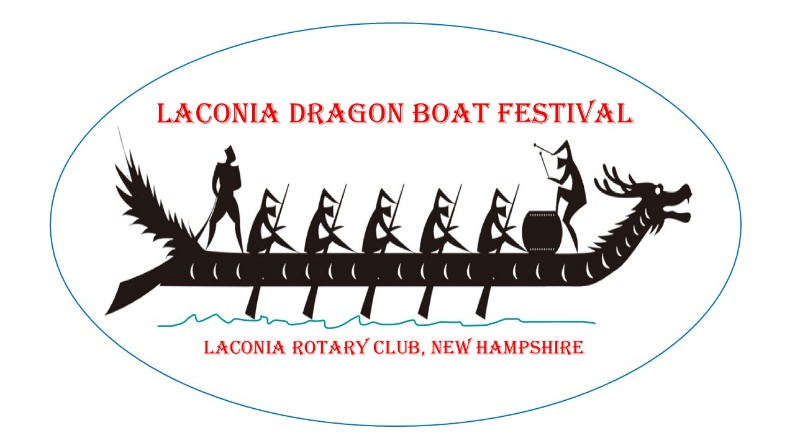 LACONIA DRAGON BOAT FESTIVAL
LACONIA ROTARY CLUB, NEW HAMPSHIRE